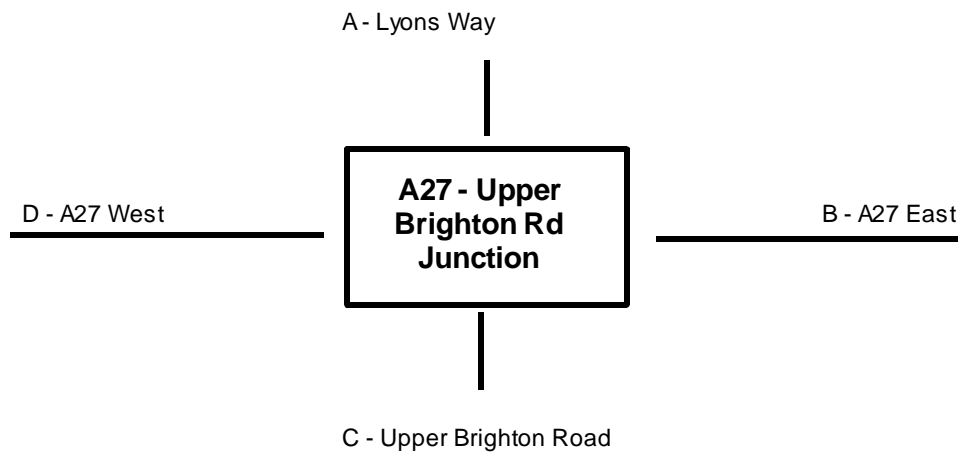 A - Lyons Way
A27 - Upper
Brighton Rd
Junction
D - A27 West
B - A27 East
C - Upper Brighton Road